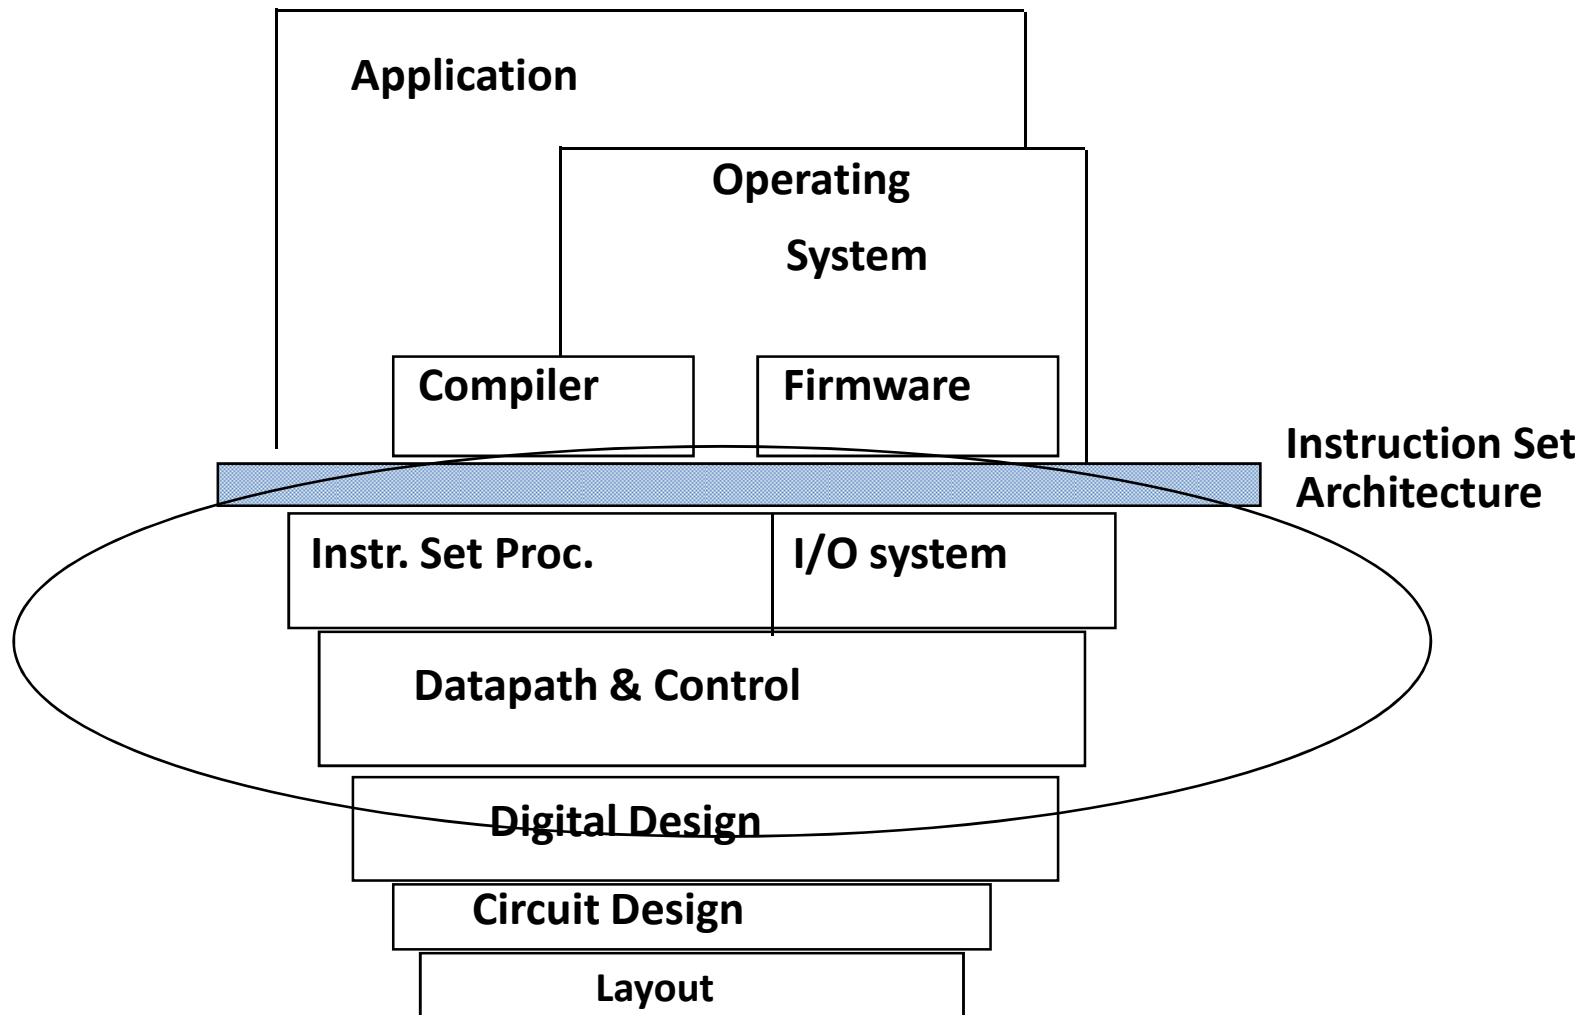 Application
Operating
System
Compiler
Firmware
Instruction Set
Architecture
Instr. Set Proc.
I/O system
Datapath & Control
Digital Design
Circuit Design
Layout